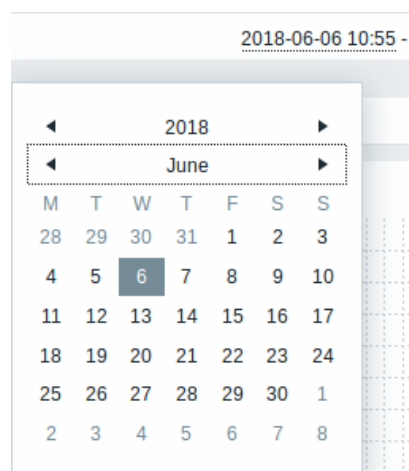 2018-06-06 10:55 -
2018
June
M T W T F S S
28 29 30 31 1 2 3
4 5 6 7 8 9 10
11 12 13 14 15 16 17
18 19 20 21 22 23 24
25 26 27 28 29 30 1
2 3 4 5 6 7 8